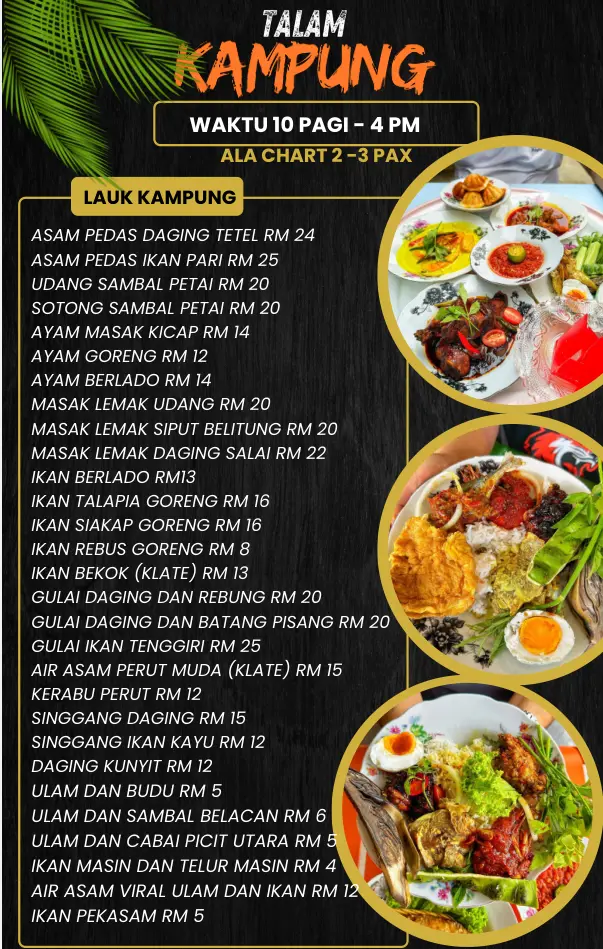 TALAM
KAMPUNG
WAKTU 10 PAGI - 4 PM
ALA CHART 2 -3 PAX
LAUK KAMPUNG
ASAM PEDAS DAGING TETEL RM 24
ASAM PEDAS IKAN PARI RM 25
UDANG SAMBAL PETAI RM 20
SOTONG SAMBAL PETAI RM 20
AYAM MASAK KICAP RM 14
AYAM GORENG RM 12
AYAM BERLADO RM 14
MASAK LEMAK UDANG RM 20
MASAK LEMAK SIPUT BELITUNG RM 20
MASAK LEMAK DAGING SALAI RM 22
IKAN BERLADO RM13
IKAN TALAPIA GORENG RM 16
IKAN SIAKAP GORENG RM 16
IKAN REBUS GORENG RM 8
IKAN BEKOK (KLATE) RM 13
GULAI DAGING DAN REBUNG RM 20
GULAI DAGING DAN BATANG PISANG RM 20
GULAI IKAN TENGGIRI RM 25
AIR ASAM PERUT MUDA (KLATE) RM 15
KERABU PERUT RM 12
SINGGANG DAGING RM 15
SINGGANG IKAN KAYU RM 12
DAGING KUNYIT RM 12
ULAM DAN BUDU RM 5
ULAM DAN SAMBAL BELACAN RM 6
ULAM DAN CABAI PICIT UTARA RM 5
IKAN MASIN DAN TELUR MASIN RM 4
AIR ASAM VIRAL ULAM DAN IKAN RM 12
IKAN PEKASAM RM 5